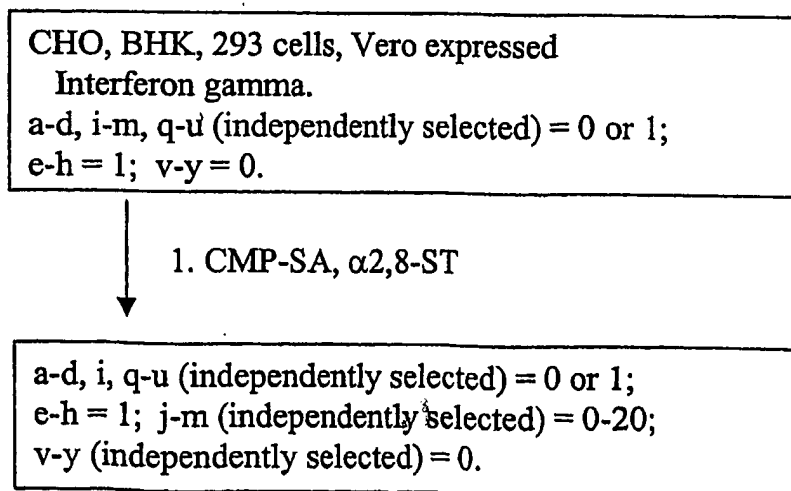 CHO, BHK, 293 cells, Vero expressed
Interferon gamma.
a-d, i-m, q-u (independently selected) = 0 or 1;
e-h = 1; v-y = 0.
1. CMP-SA, α2,8-ST
a-d, i, q-u (independently selected) = 0 or 1;
e-h = 1; j-m (independently selected) = 0-20;
v-y (independently selected) = 0.